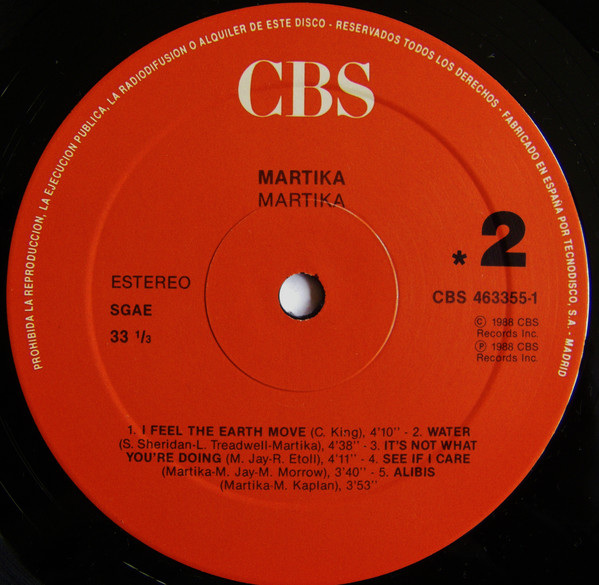 PROHIBIDA LA REPRODUCCION, LA EJECUCION PUBLICA, LA RADIODIFUSION O ALQUILER DE ESTE DISCO - RESERVADOS TODOS LOS DERECHOS - FABRICADO EN ESPAÑA POR TECNODISCO, S.A. - MADRID
CBS
MARTIKA
MARTIKA
* 2
ESTEREO
SGAE
33 1/3
CBS 463355-1
© 1988 CBS
Records Inc.
℗ 1988 CBS
Records Inc.
1. I FEEL THE EARTH MOVE (C. King), 4'10'' - 2. WATER
(S. Sheridan-L. Treadwell-Martika), 4'38'' - 3. IT'S NOT WHAT
YOU'RE DOING (M. Jay-R. Etoll), 4'11'' - 4. SEE IF I CARE
(Martika-M. Jay-M. Morrow), 3'40'' - 5. ALIBIS
(Martika-M. Kaplan), 3'53''